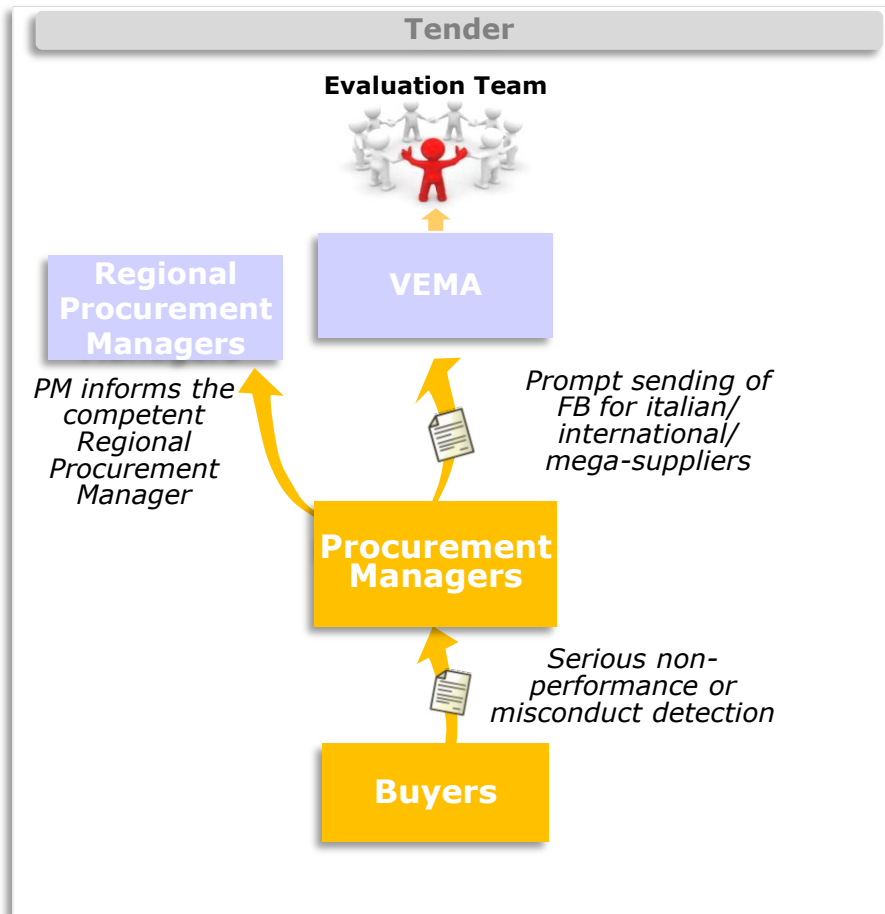 Tender
Evaluation Team
Regional
Procurement
Managers
VEMA
PM informs the
competent
Regional
Procurement
Manager
Prompt sending of
FB for italian/
international/
mega-suppliers
Procurement
Managers
Serious non-
performance or
misconduct detection
Buyers